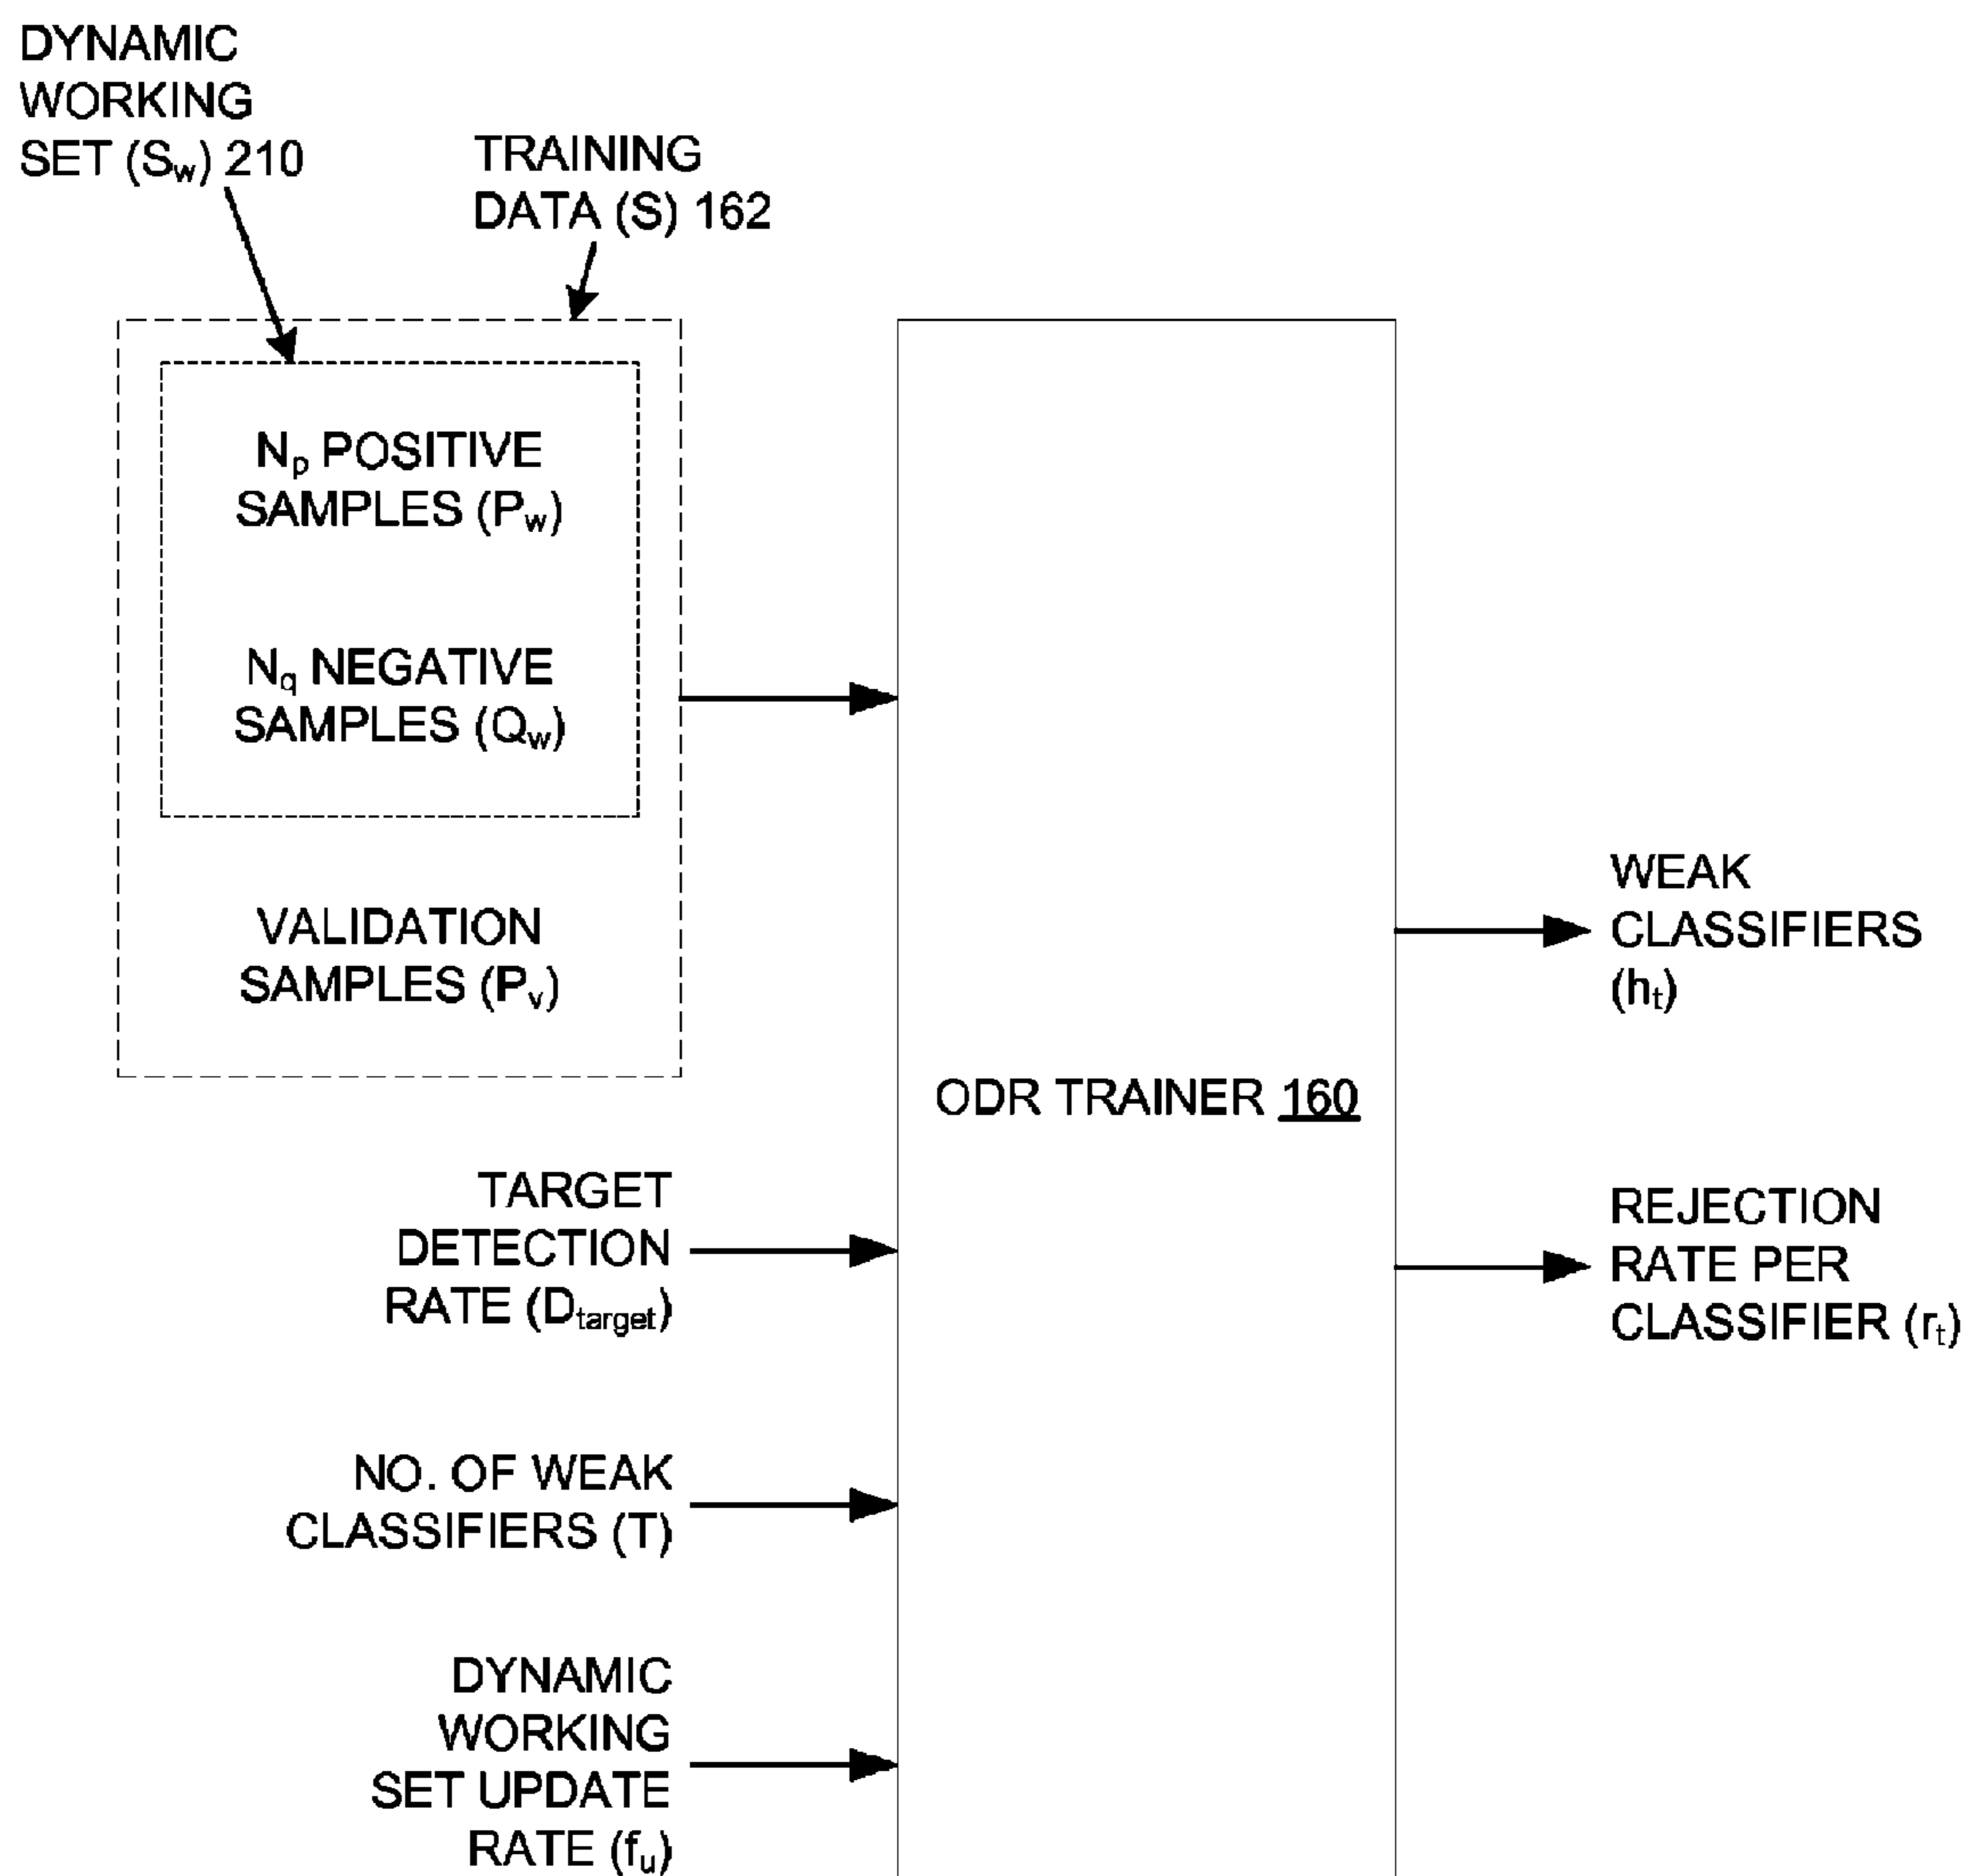 DYNAMIC
WORKING
SET (Sw) 210
TRAINING
DATA (S) 162
Np POSITIVE
SAMPLES (Pw)
Nq NEGATIVE
SAMPLES (Qw)
VALIDATION
SAMPLES (Pv)
TARGET
DETECTION
RATE (Dtarget)
NO. OF WEAK
CLASSIFIERS (T)
DYNAMIC
WORKING
SET UPDATE
RATE (fu)
ODR TRAINER 160
WEAK
CLASSIFIERS
(ht)
REJECTION
RATE PER
CLASSIFIER (rt)